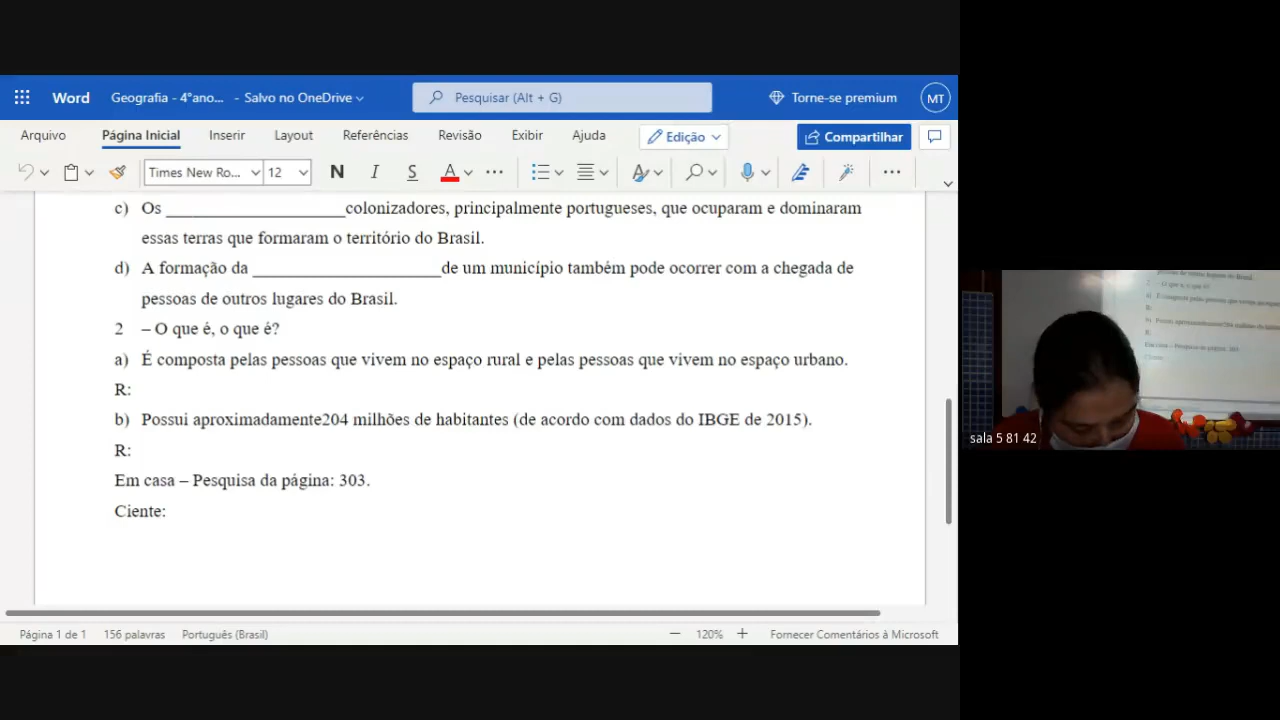 Word Geografia - 4°ano... - Salvo no OneDrive Pesquisar (Alt + G) Torne-se premium MT
Arquivo Página Inicial Inserir Layout Referências Revisão Exibir Ajuda Edição Compartilhar
Times New Ro... 12 N I S A
c) Os ___________________colonizadores, principalmente portugueses, que ocuparam e dominaram
essas terras que formaram o território do Brasil.
d) A formação da ____________________de um município também pode ocorrer com a chegada de
pessoas de outros lugares do Brasil.
2 – O que é, o que é?
a) É composta pelas pessoas que vivem no espaço rural e pelas pessoas que vivem no espaço urbano.
R:
b) Possui aproximadamente204 milhões de habitantes (de acordo com dados do IBGE de 2015).
R:
Em casa – Pesquisa da página: 303.
Ciente:
Página 1 de 1 156 palavras Português (Brasil) 120% Fornecer Comentários à Microsoft
sala 5 81 42